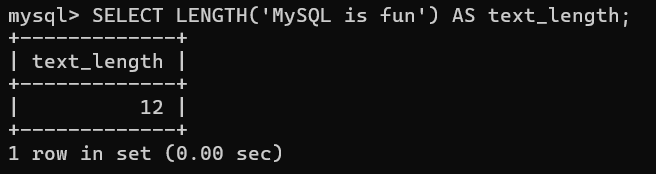 mysql> SELECT LENGTH('MySQL is fun') AS text_length;
+-------------+
| text_length |
+-------------+
|          12 |
+-------------+
1 row in set (0.00 sec)